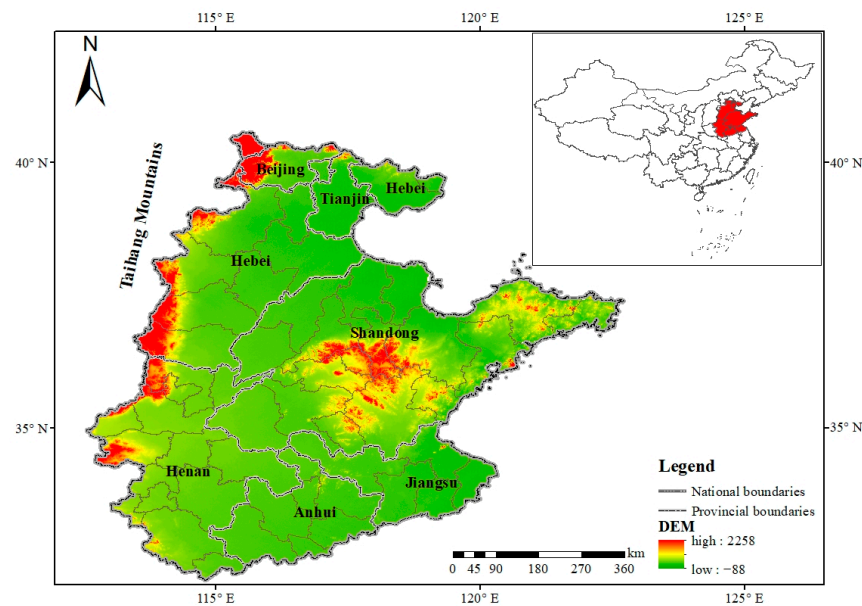 115° E 120° E 125° E
N
40° N
40° N
Taihang Mountains
Beijing
Tianjin
Hebei
Hebei
Shandong
35° N
35° N
Henan
Jiangsu
Anhui
Legend
National boundaries
Provincial boundaries
DEM
high : 2258
low : −88
km
0 45 90 180 270 360
115° E 120° E 125° E